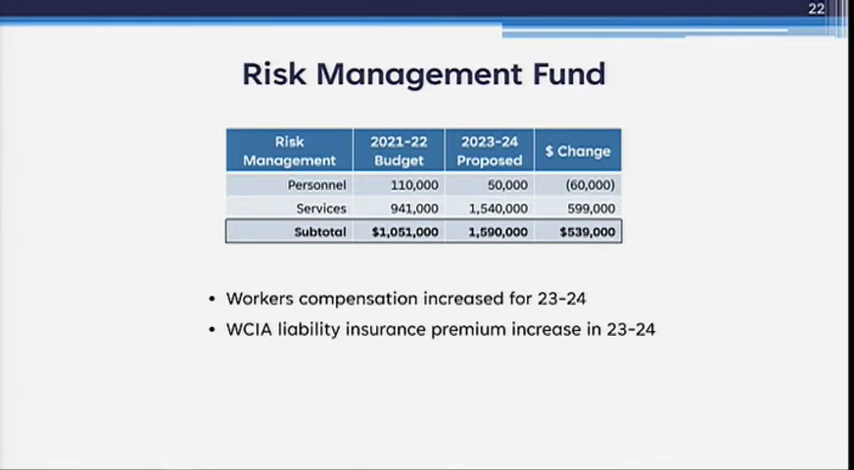 22
Risk Management Fund
Risk Management 2021-22 Budget 2023-24 Proposed $ Change
Personnel 110,000 50,000 (60,000)
Services 941,000 1,540,000 599,000
Subtotal $1,051,000 1,590,000 $539,000
• Workers compensation increased for 23-24
• WCIA liability insurance premium increase in 23-24